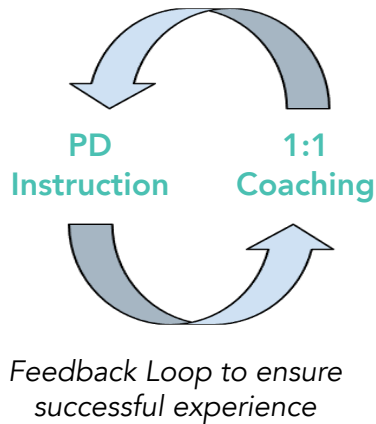 PD
Instruction
1:1
Coaching
Feedback Loop to ensure
successful experience